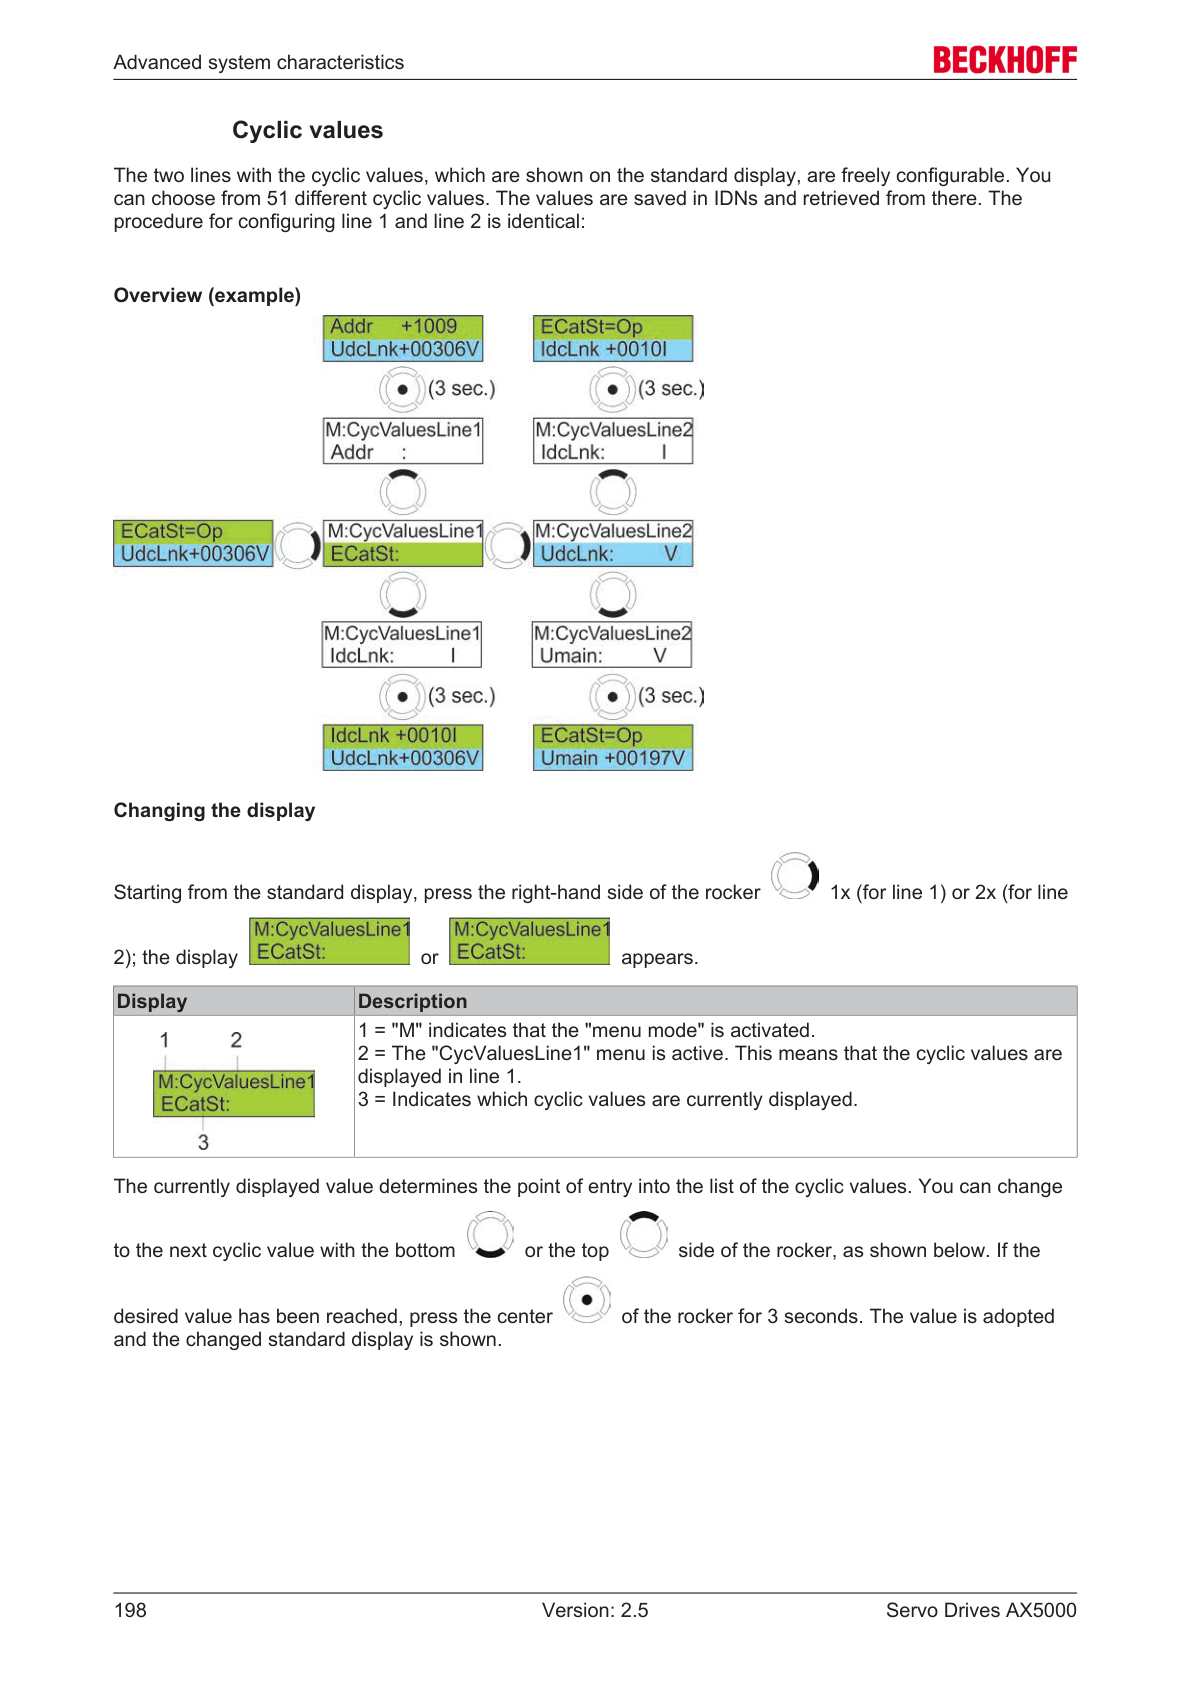 Advanced system characteristics
BECKHOFF
Cyclic values
The two lines with the cyclic values, which are shown on the standard display, are freely configurable. You
can choose from 51 different cyclic values. The values are saved in IDNs and retrieved from there. The
procedure for configuring line 1 and line 2 is identical:
Overview (example)
Addr +1009
UdcLnk+00306V
ECatSt=Op
IdcLnk +0010I
(3 sec.)
(3 sec.)
M:CycValuesLine1
Addr :
M:CycValuesLine2
IdcLnk: I
ECatSt=Op
UdcLnk+00306V
M:CycValuesLine1
ECatSt:
M:CycValuesLine2
UdcLnk: V
M:CycValuesLine1
IdcLnk: I
M:CycValuesLine2
Umain: V
(3 sec.)
(3 sec.)
IdcLnk +0010I
UdcLnk+00306V
ECatSt=Op
Umain +00197V
Changing the display
Starting from the standard display, press the right-hand side of the rocker 1x (for line 1) or 2x (for line
M:CycValuesLine1
ECatSt:
M:CycValuesLine1
ECatSt:
2); the display or appears.
Display Description
1 2
M:CycValuesLine1
ECatSt:
3
1 = "M" indicates that the "menu mode" is activated.
2 = The "CycValuesLine1" menu is active. This means that the cyclic values are
displayed in line 1.
3 = Indicates which cyclic values are currently displayed.
The currently displayed value determines the point of entry into the list of the cyclic values. You can change
to the next cyclic value with the bottom or the top side of the rocker, as shown below. If the
desired value has been reached, press the center of the rocker for 3 seconds. The value is adopted
and the changed standard display is shown.
198 Version: 2.5 Servo Drives AX5000